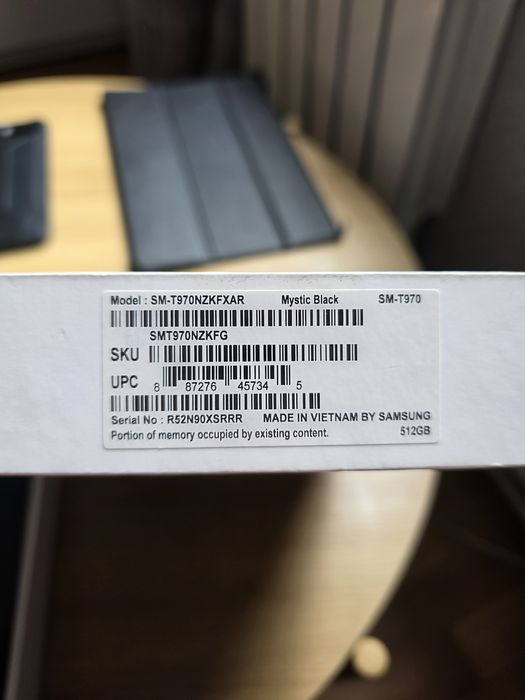 Model : SM-T970NZKFXAR Mystic Black SM-T970
SMT970NZKFG
SKU
UPC 8 87276 45734 5
Serial No : R52N90XSRRR MADE IN VIETNAM BY SAMSUNG
Portion of memory occupied by existing content. 512GB